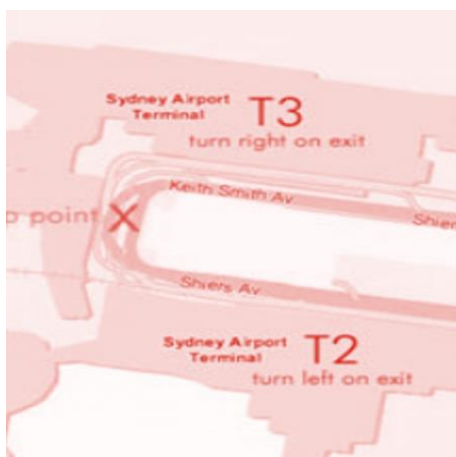 Sydney Airport
Terminal
T3
turn right on exit
Keith Smith Av
Shier
point X
Shiers Av
Sydney Airport
Terminal
T2
turn left on exit